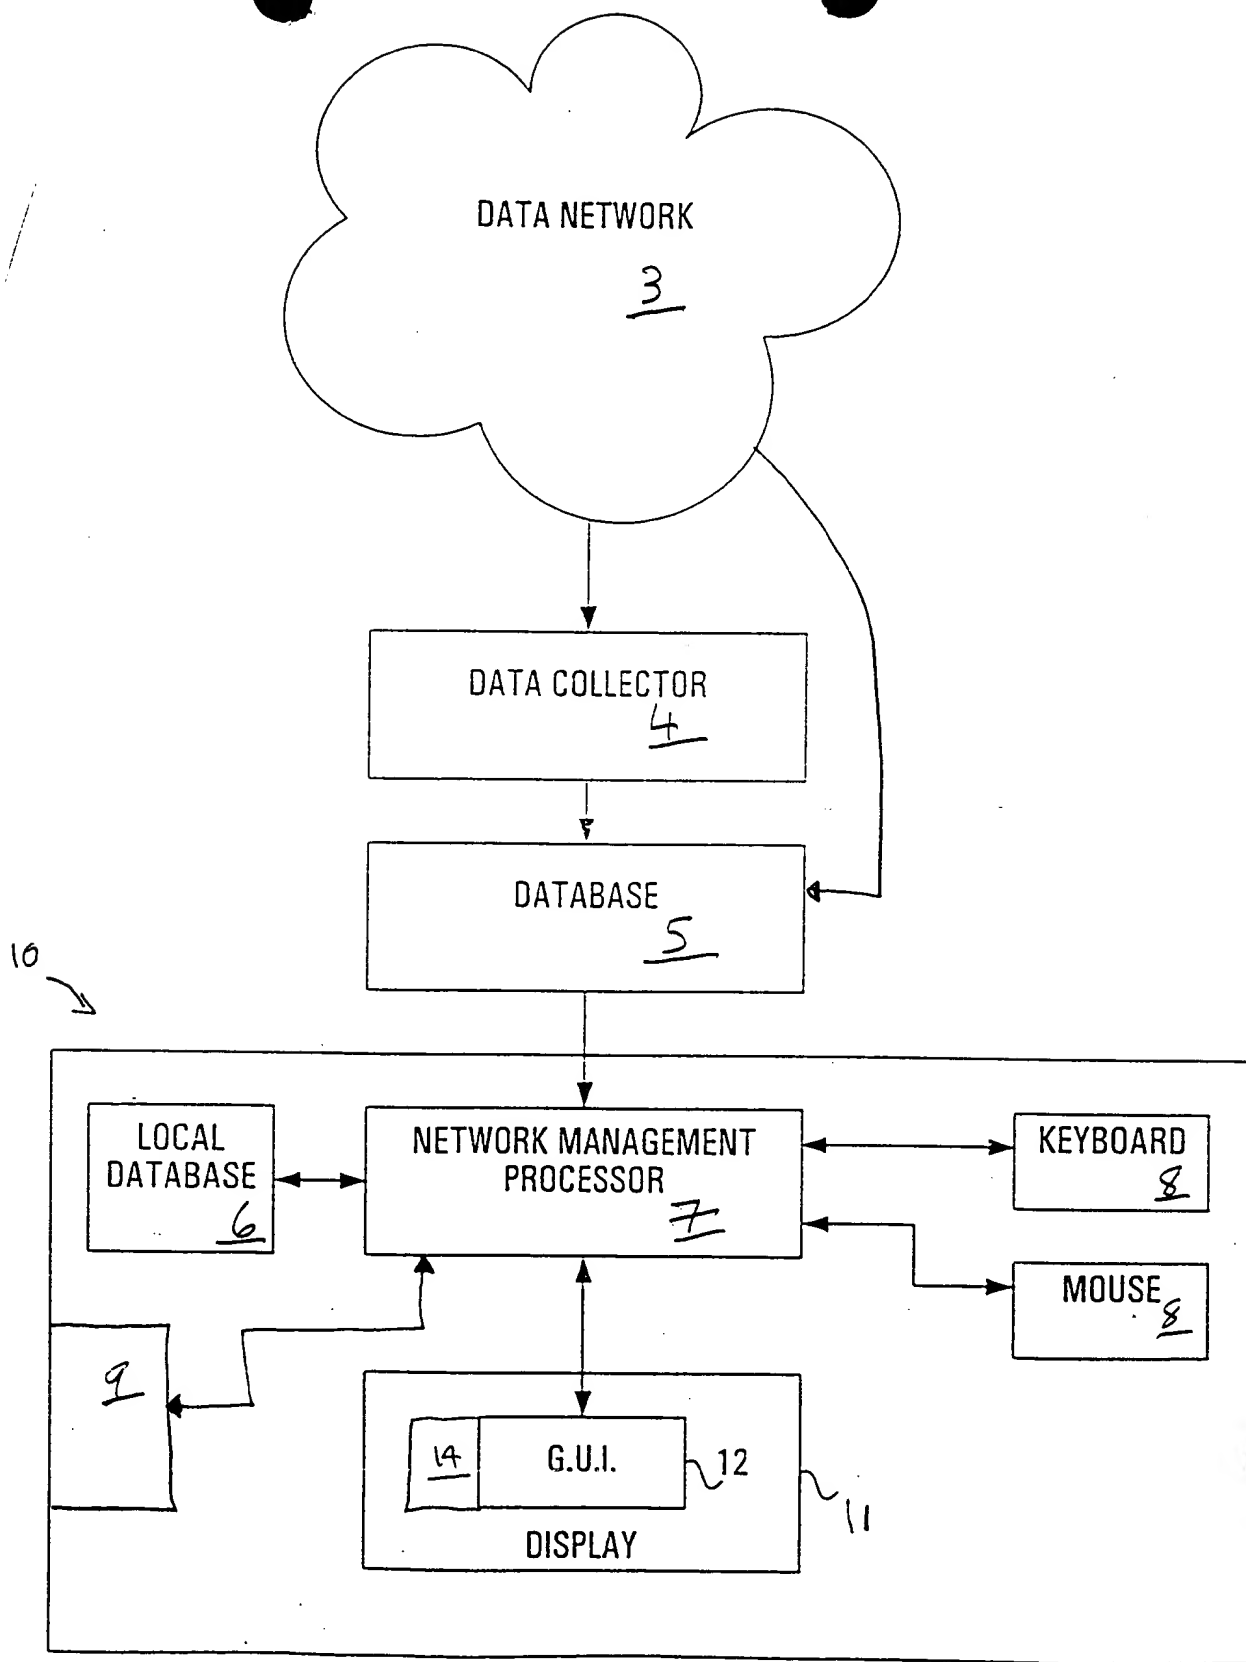 DATA NETWORK
3
DATA COLLECTOR
4
DATABASE
5
10
LOCAL
DATABASE
6
NETWORK MANAGEMENT
PROCESSOR
7
KEYBOARD
8
MOUSE
8
9
14
G.U.I.
12
11
DISPLAY